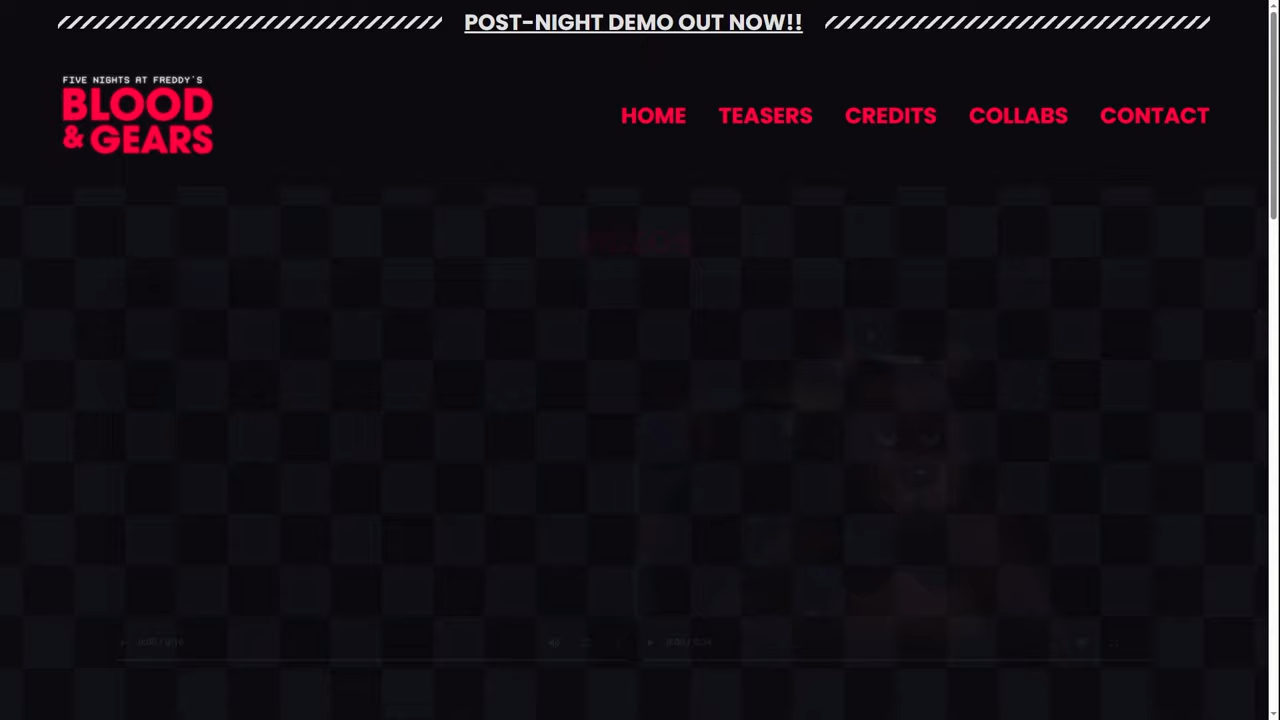 POST-NIGHT DEMO OUT NOW!!
FIVE NIGHTS AT FREDDY'S
BLOOD
& GEARS
HOME TEASERS CREDITS COLLABS CONTACT